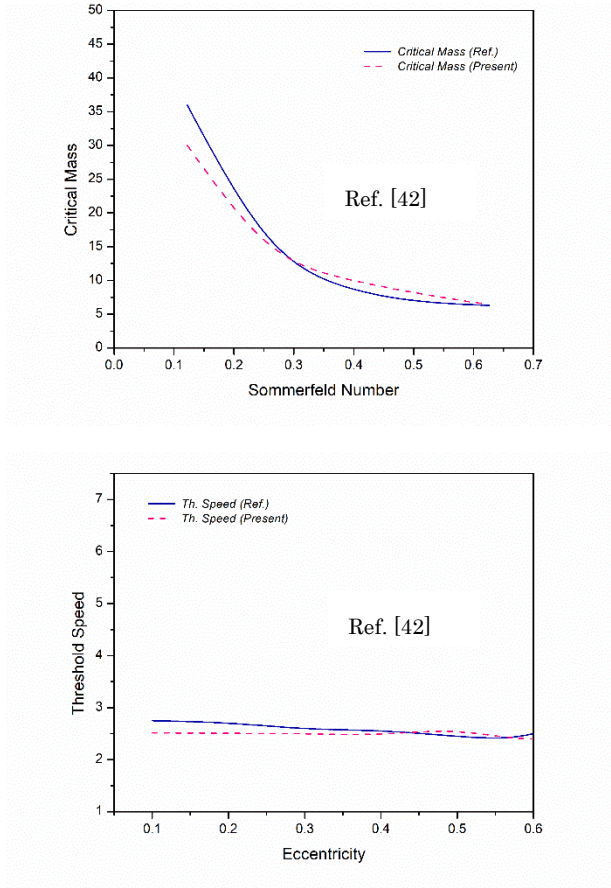 50
45
40
35
30
25
20
15
10
5
0
Critical Mass
Critical Mass (Ref.)
Critical Mass (Present)
Ref. [42]
0.0 0.1 0.2 0.3 0.4 0.5 0.6 0.7
Sommerfeld Number
7
6
5
4
3
2
1
Threshold Speed
Th. Speed (Ref.)
Th. Speed (Present)
Ref. [42]
0.1 0.2 0.3 0.4 0.5 0.6
Eccentricity